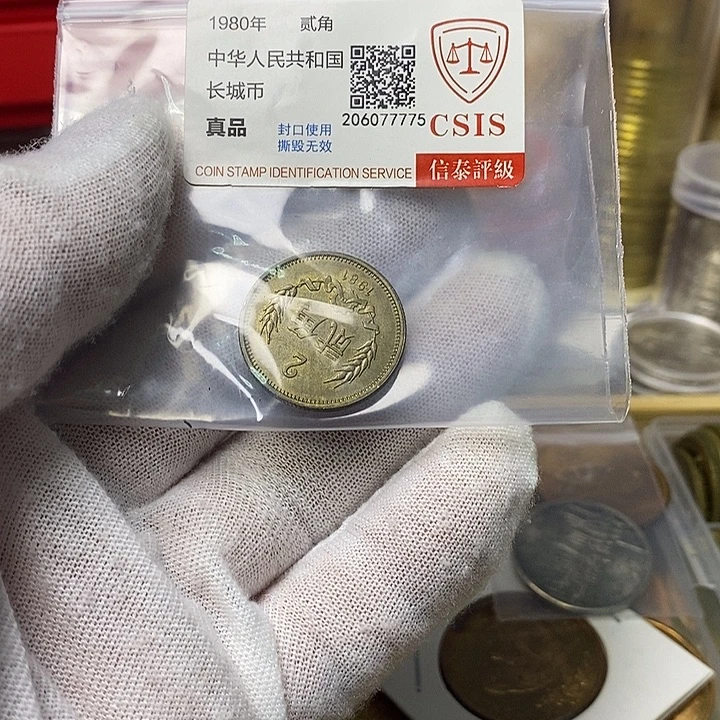 1980年 贰角
中华人民共和国
长城币
真品
封口使用
撕毁无效
206077775
CSIS
COIN STAMP IDENTIFICATION SERVICE
信泰評級
1981
贰角
2